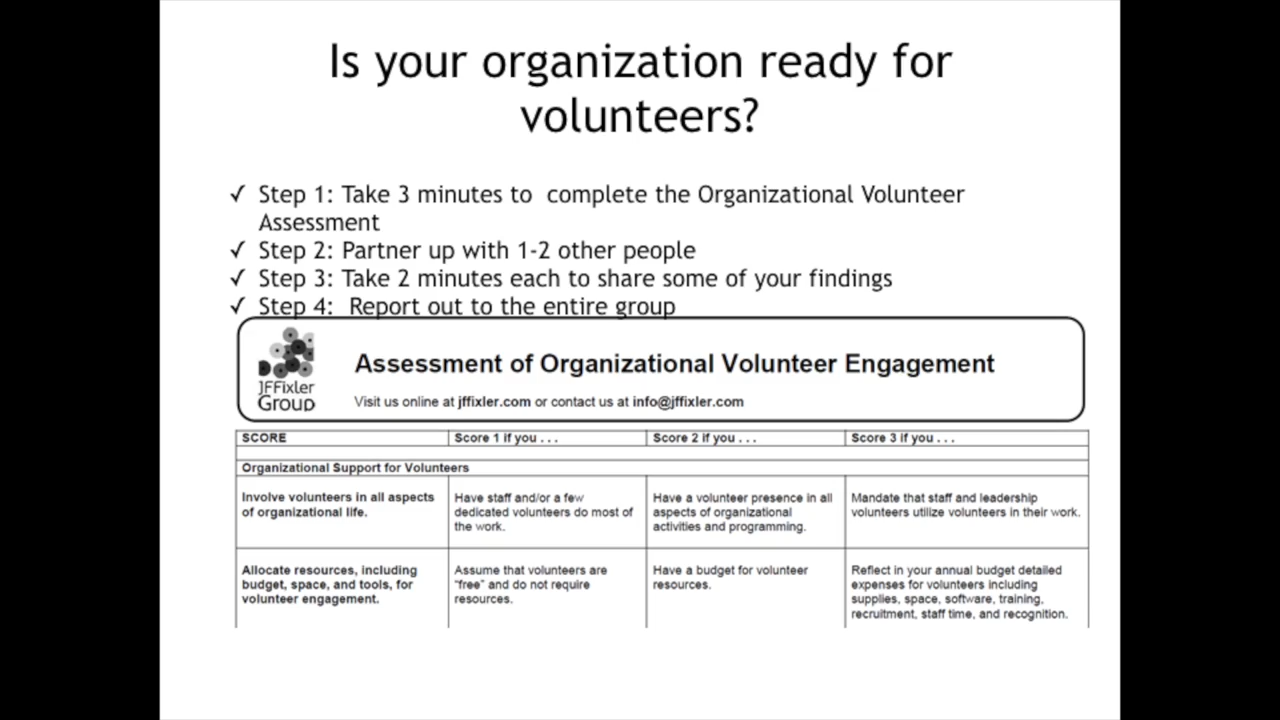 Is your organization ready for
volunteers?
✓ Step 1: Take 3 minutes to  complete the Organizational Volunteer
Assessment
✓ Step 2: Partner up with 1-2 other people
✓ Step 3: Take 2 minutes each to share some of your findings
✓ Step 4:  Report out to the entire group
JFFixler
Group
Assessment of Organizational Volunteer Engagement
Visit us online at jffixler.com or contact us at info@jffixler.com
SCORE
Score 1 if you . . .
Score 2 if you . . .
Score 3 if you . . .
Organizational Support for Volunteers
Involve volunteers in all aspects
of organizational life.
Have staff and/or a few
dedicated volunteers do most of
the work.
Have a volunteer presence in all
aspects of organizational
activities and programming.
Mandate that staff and leadership
volunteers utilize volunteers in their work.
Allocate resources, including
budget, space, and tools, for
volunteer engagement.
Assume that volunteers are
"free" and do not require
resources.
Have a budget for volunteer
resources.
Reflect in your annual budget detailed
expenses for volunteers including
supplies, space, software, training,
recruitment, staff time, and recognition.